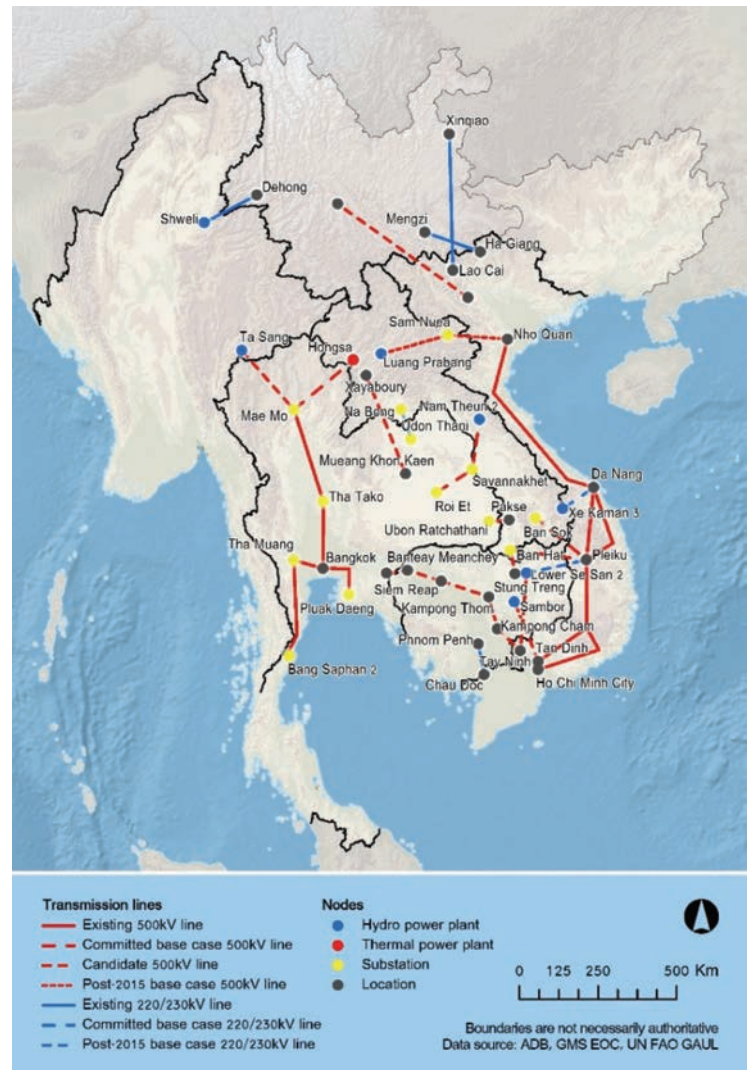 Xinqiao
Dehong
Shweli
Mengzi
Ha Giang
Lao Cai
Sam Nuea
Nho Quan
Ta Sang
Hongsa
Luang Prabang
Xayaboury
Na Bong
Nam Theun 2
Mae Mo
Udon Thani
Mueang Khon Kaen
Savannakhet
Da Nang
Tha Tako
Roi Et
Pakse
Xe Kaman 3
Ubon Ratchathani
Ban Sok
Tha Muang
Bangkok
Banteay Meanchey
Ban Hat
Pleiku
Lower Se San 2
Siem Reap
Stung Treng
Pluak Daeng
Kampong Thom
Sambor
Kampong Cham
Phnom Penh
Tan Dinh
Tay Ninh
Bang Saphan 2
Chau Doc
Ho Chi Minh City
Transmission lines
Existing 500kV line
Committed base case 500kV line
Candidate 500kV line
Post-2015 base case 500kV line
Existing 220/230kV line
Committed base case 220/230kV line
Post-2015 base case 220/230kV line
Nodes
Hydro power plant
Thermal power plant
Substation
Location
0 125 250 500 Km
Boundaries are not necessarily authoritative
Data source: ADB, GMS EOC, UN FAO GAUL